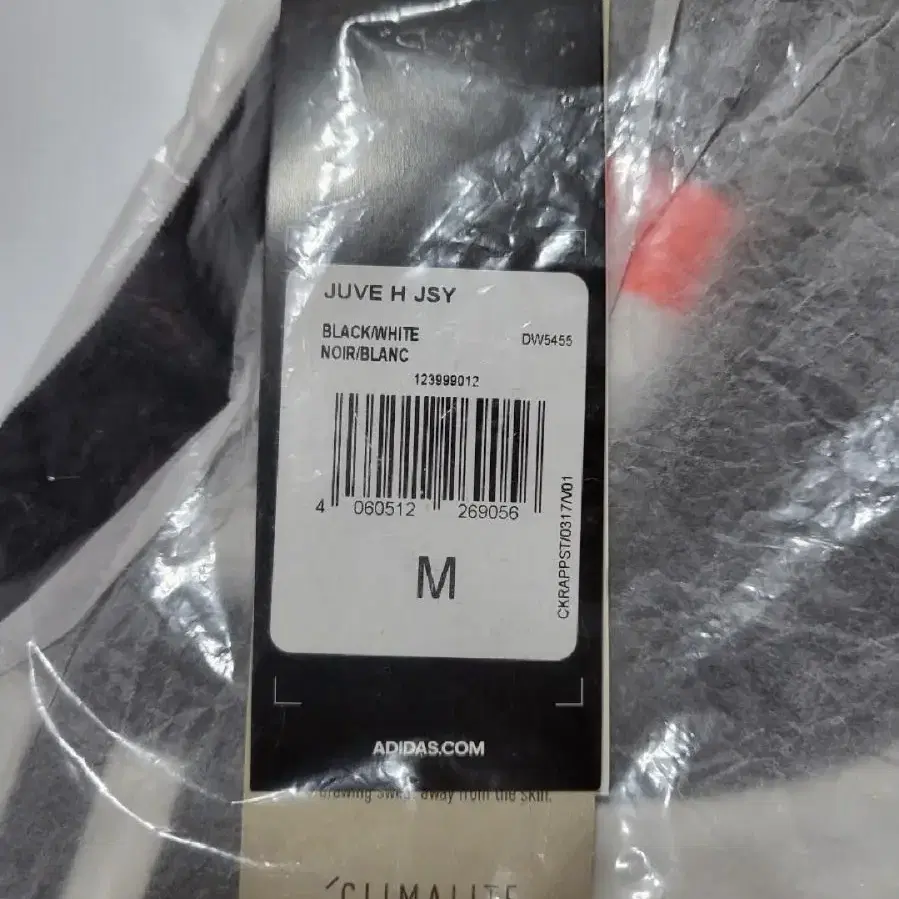 JUVE H JSY
BLACK/WHITE
NOIR/BLANC
DW5455
123999012
4 060512 269056
M
CKRAPPST/0317/V01
ADIDAS.COM
away from the skin.
CLIMALITE